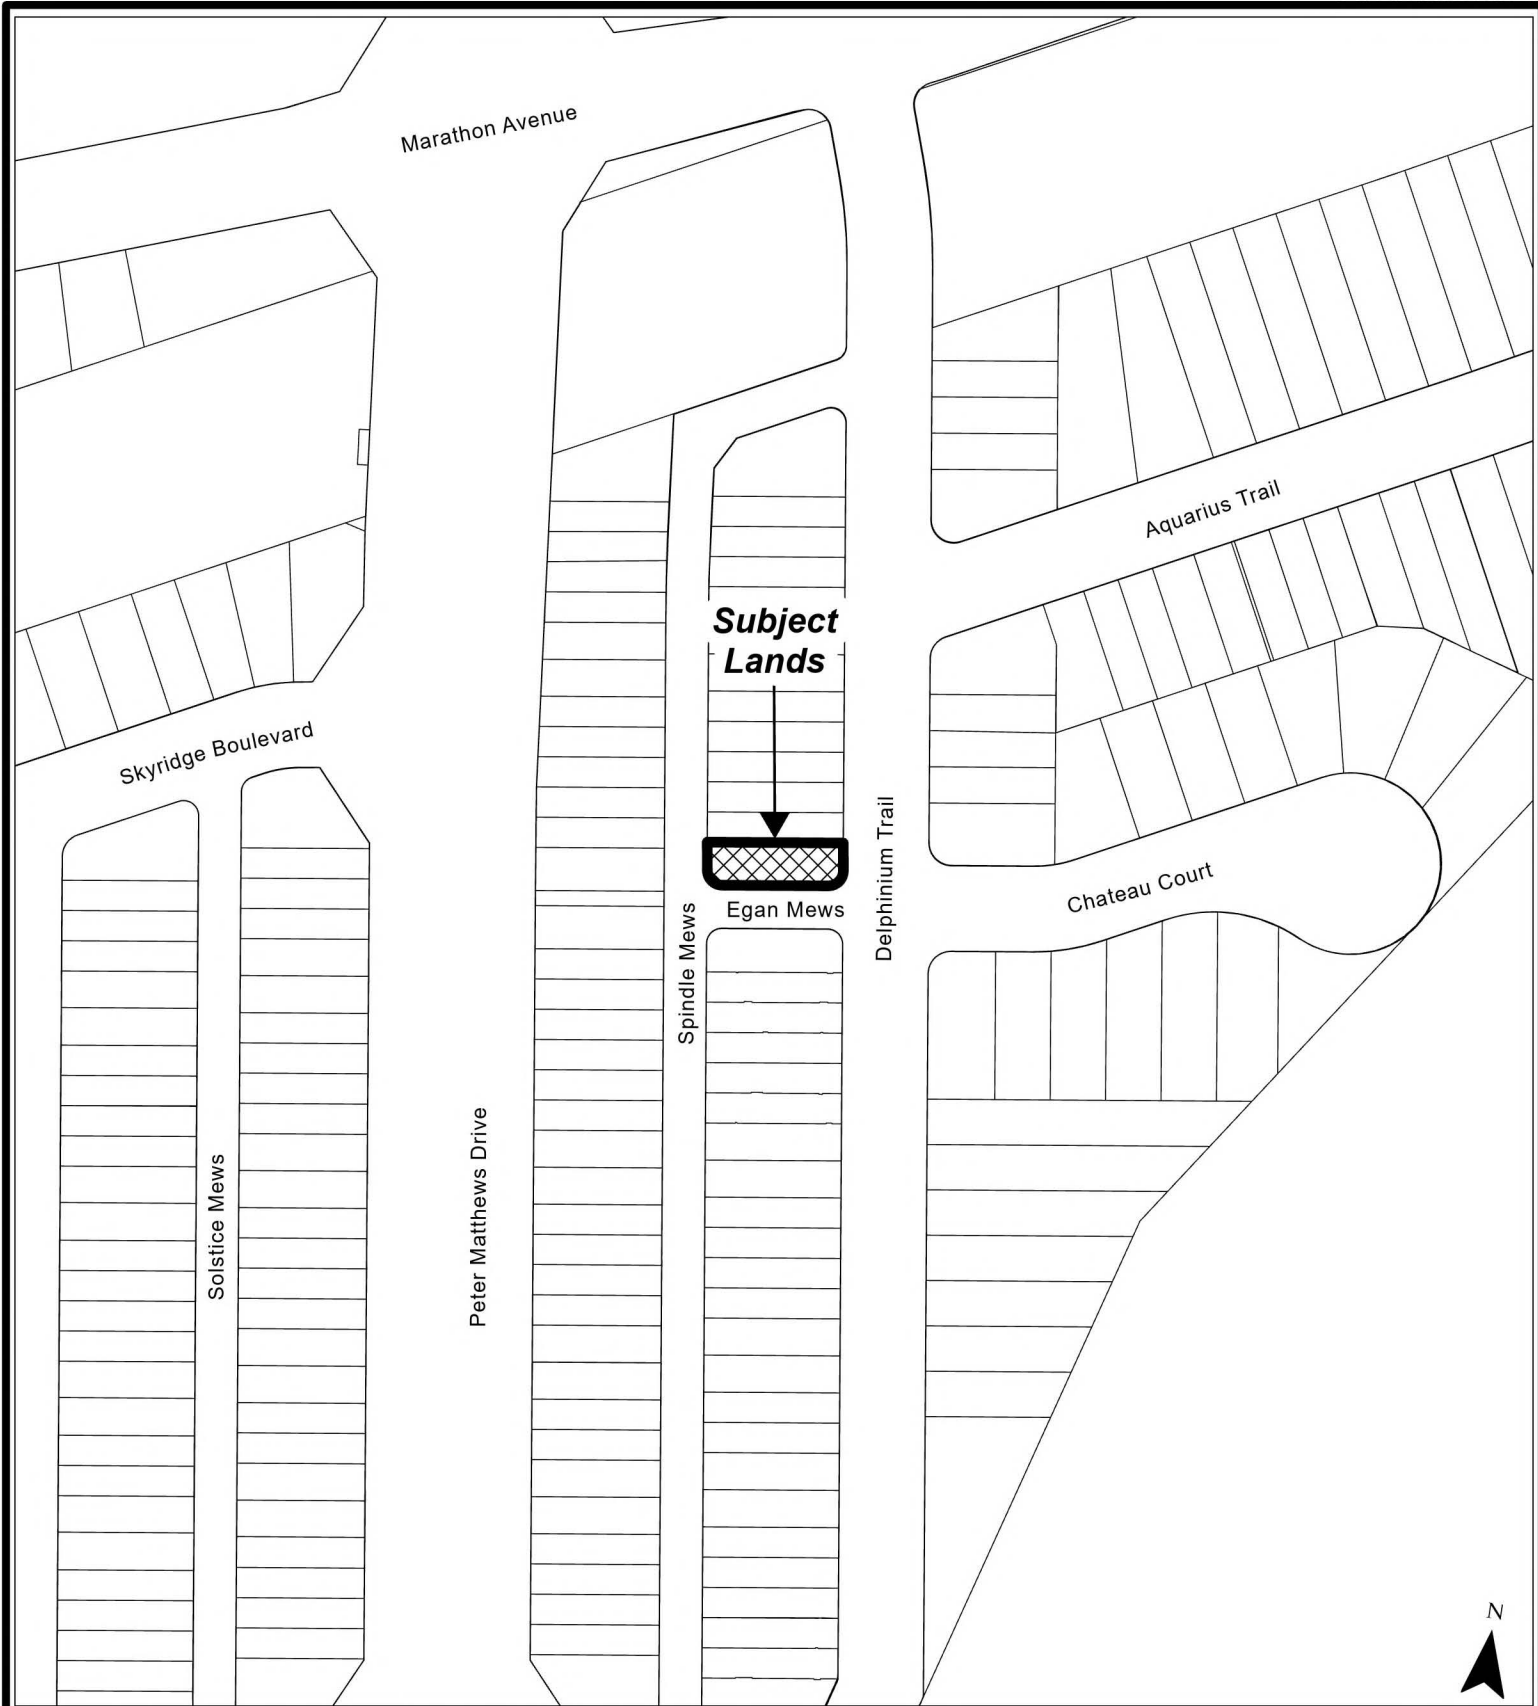 Marathon Avenue
Aquarius Trail
Subject
Lands
Skyridge Boulevard
Delphinium Trail
Chateau Court
Egan Mews
Spindle Mews
Peter Matthews Drive
Solstice Mews
N